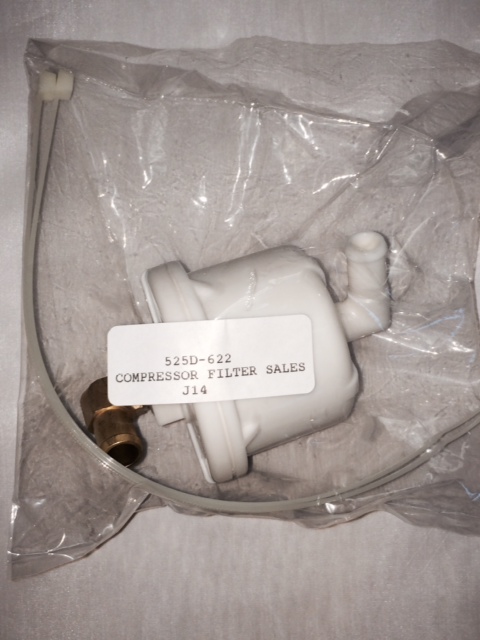 525D-622
COMPRESSOR FILTER SALES
J14